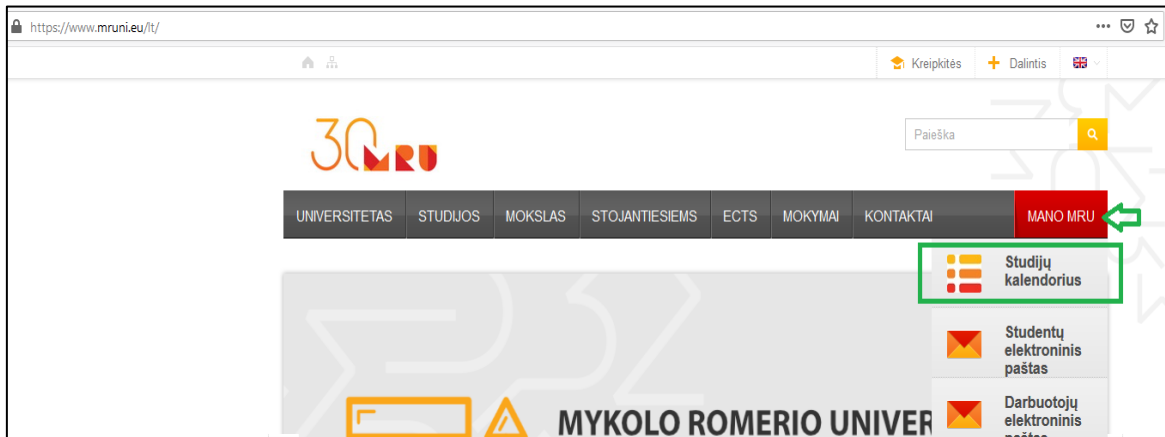 https://www.mruni.eu/lt/
Kreipkitės Dalintis
30 MRU
Paieška
UNIVERSITETAS STUDIJOS MOKSLAS STOJANTIESIEMS ECTS MOKYMAI KONTAKTAI MANO MRU
Studijų
kalendorius
Studentų
elektroninis
paštas
MYKOLO ROMERIO UNIVER
Darbuotojų
elektroninis
paštas